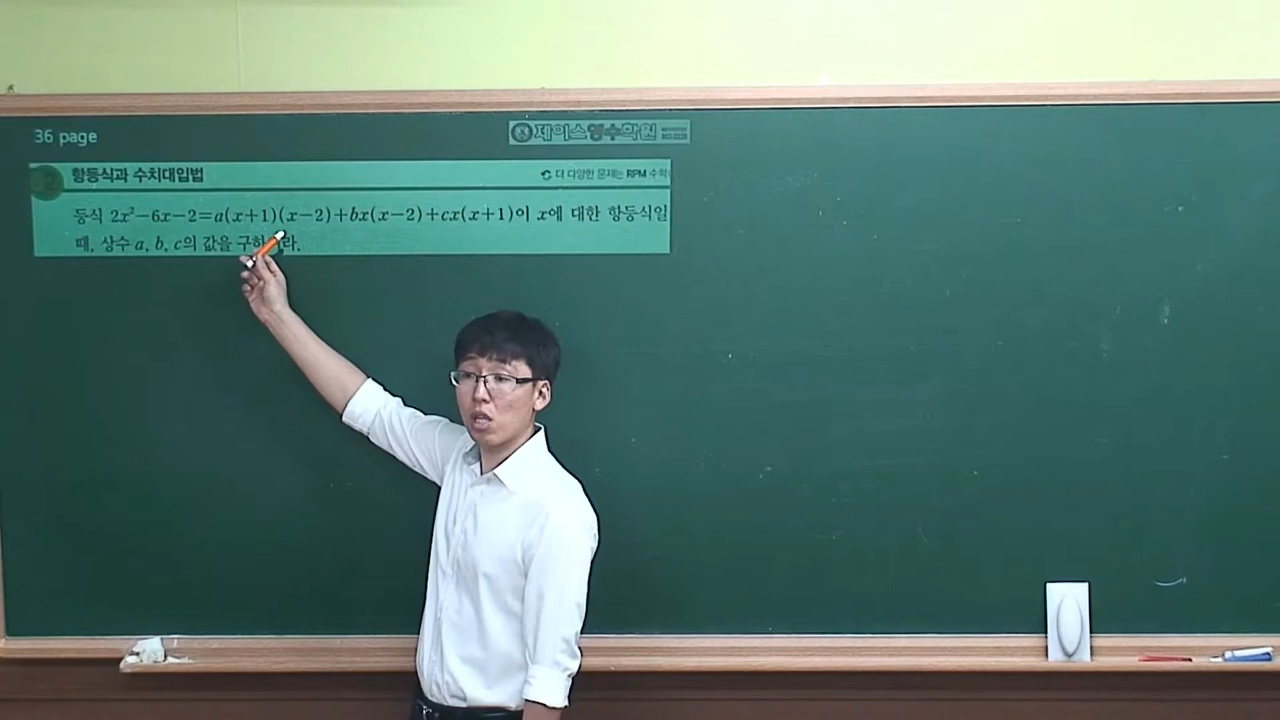 36 page
제이스영수학원
항등식과 수치대입법
더 다양한 문제는 RPM 수학
등식 2x²−6x−2=a(x+1)(x−2)+bx(x−2)+cx(x+1)이 x에 대한 항등식일
때, 상수 a, b, c의 값을 구하 라.